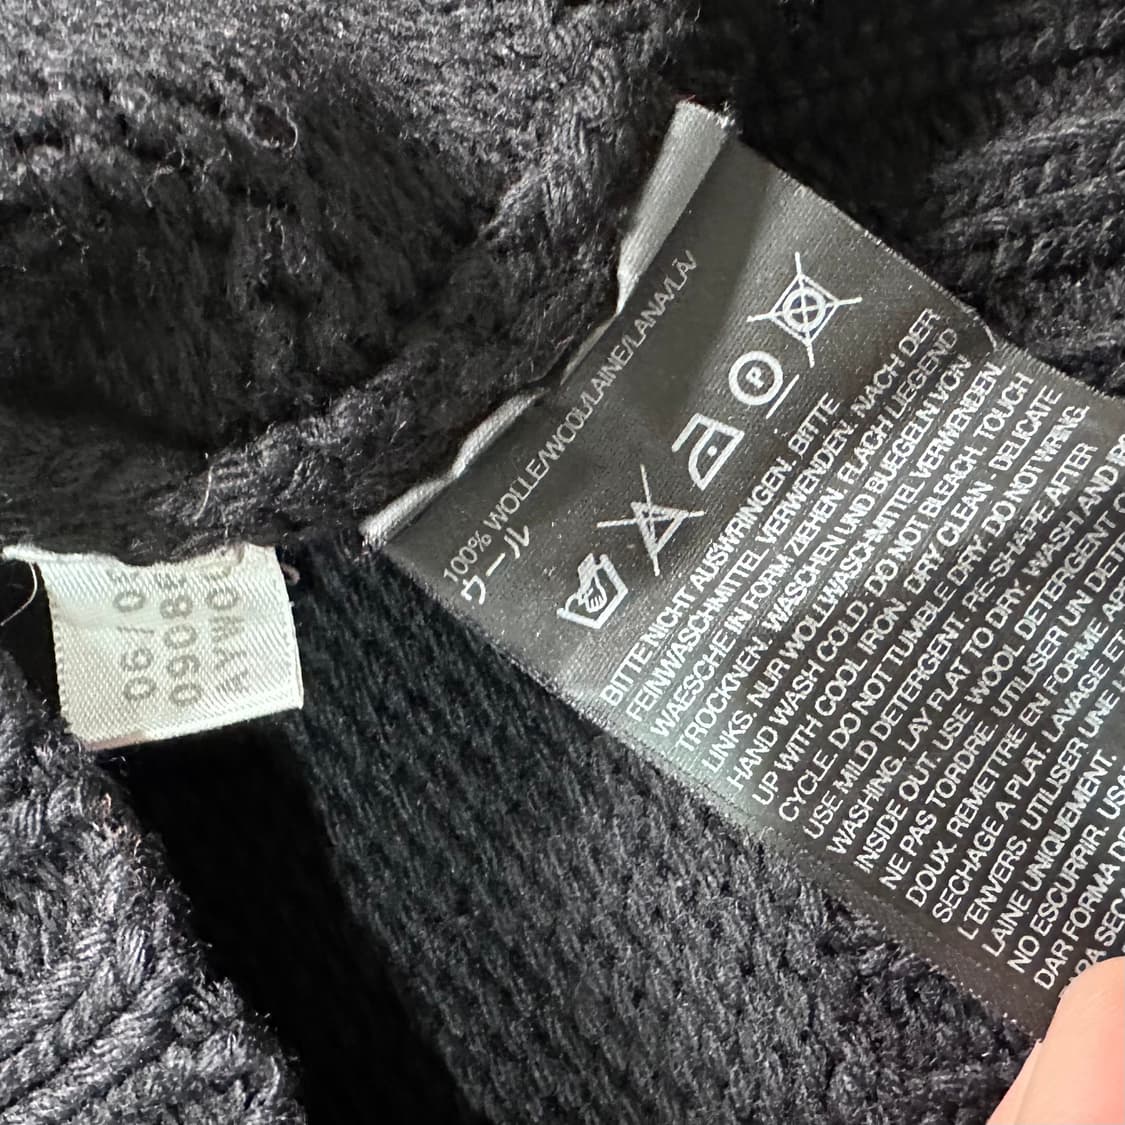 100% WOLLE/WOOL/LAINE/LANA/LÃ/
ウール
P
BITTE NICHT AUSWRINGEN. BITTE
FEINWASCHMITTEL VERWENDEN. NACH DER
WAESCHE IN FORM ZIEHEN. FLACH LIEGEND
TROCKNEN. WASCHEN UND BUEGELN VON
LINKS. NUR WOLLWASCHMITTEL VERWENDEN.
HAND WASH COLD. DO NOT BLEACH. TOUCH
UP WITH COOL IRON. DRY CLEAN - DELICATE
CYCLE. DO NOT TUMBLE DRY. DO NOT WRING.
USE MILD DETERGENT. RE-SHAPE AFTER
WASHING. LAY FLAT TO DRY. WASH AND
INSIDE OUT. USE WOOL DETERGENT
NE PAS TORDRE. UTILISER UN
DOUX. REMETTRE EN FORME
SECHAGE A PLAT. LAVAGE ET
L'ENVERS. UTILISER UNE
LAINE UNIQUEMENT.
NO ESCURRIR.
DAR FORMA
06/